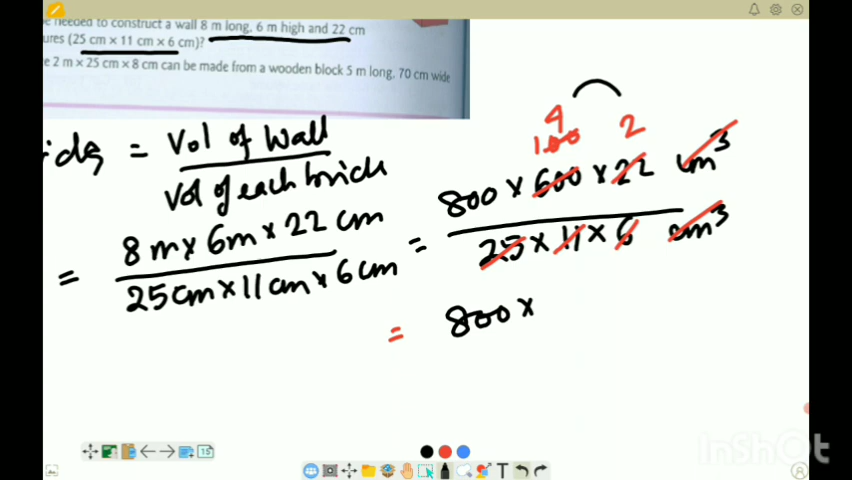 needed to construct a wall 8 m long, 6 m high and 22 cm
ures (25 cm × 11 cm × 6 cm)?
e 2 m × 25 cm × 8 cm can be made from a wooden block 5 m long, 70 cm wide
= Vol of Wall
Vol of each brick
= 8 m × 6m × 22 cm
25cm × 11 cm × 6 cm
4 2
100
= 800 × 600 × 22 cm³
25 × 11 × 6 cm³
= 800 ×
InShOt
15
T